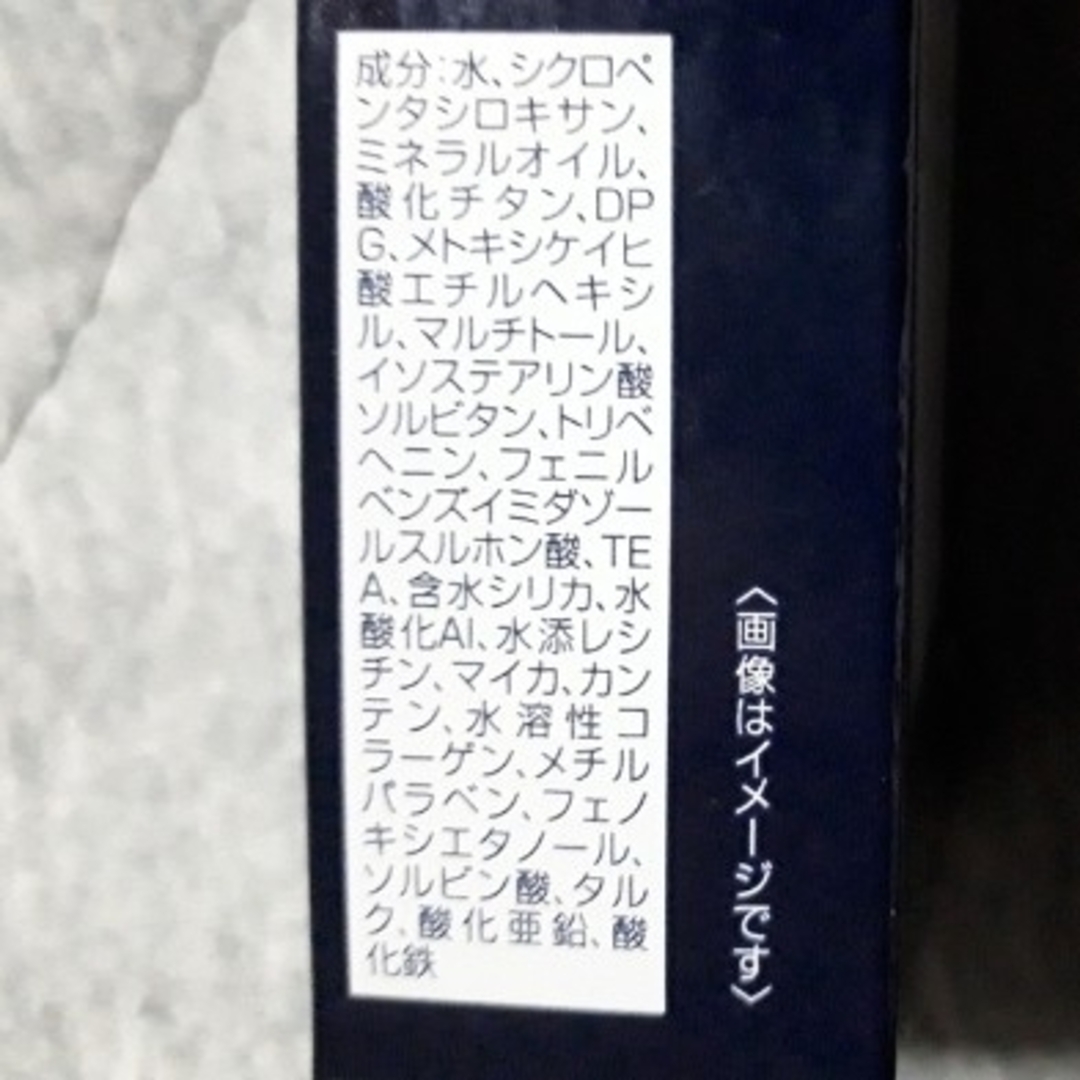 成分:水、シクロペ
ンタシロキサン、
ミネラルオイル、
酸化チタン、DP
G、メトキシケイヒ
酸エチルヘキシ
ル、マルチトール、
イソステアリン酸
ソルビタン、トリベ
ヘニン、フェニル
ベンズイミダゾー
ルスルホン酸、TE
A、含水シリカ、水
酸化Al、水添レシ
チン、マイカ、カン
テン、水溶性コ
ラーゲン、メチル
パラベン、フェノ
キシエタノール、
ソルビン酸、タル
ク、酸化亜鉛、酸
化鉄
〈画像はイメージです〉